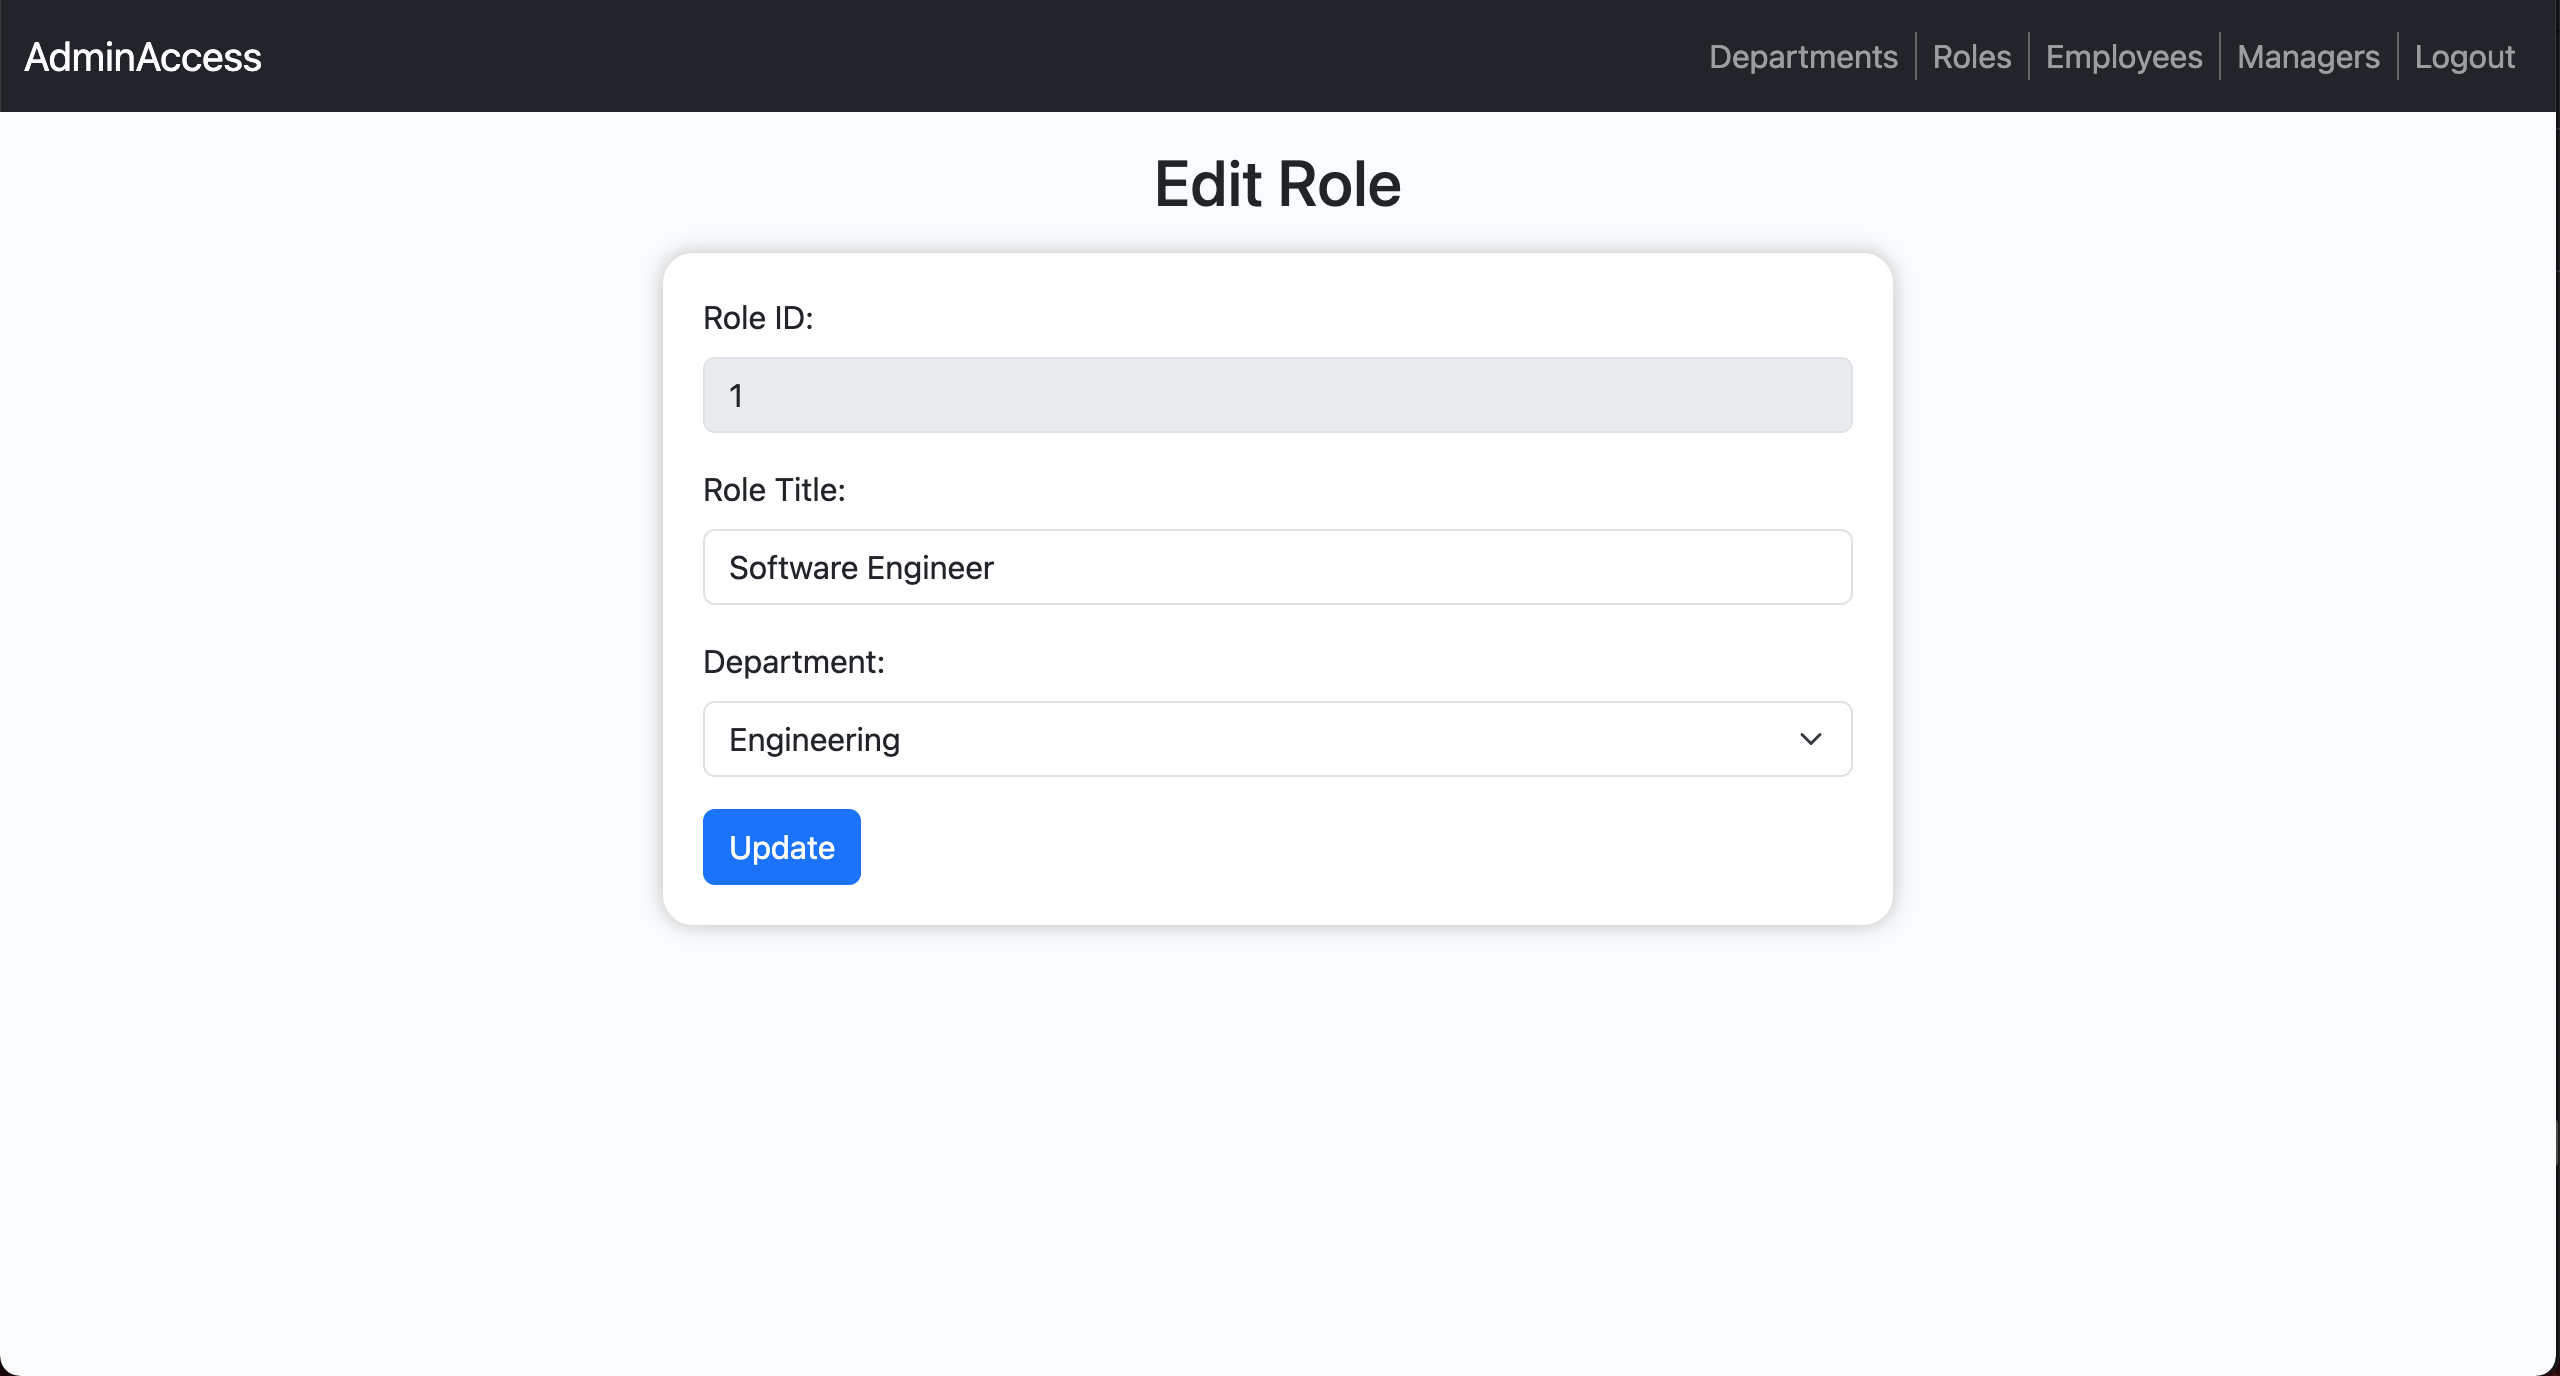 AdminAccess
Departments
Roles
Employees
Managers
Logout
Edit Role
Role ID:
1
Role Title:
Software Engineer
Department:
Engineering
Update